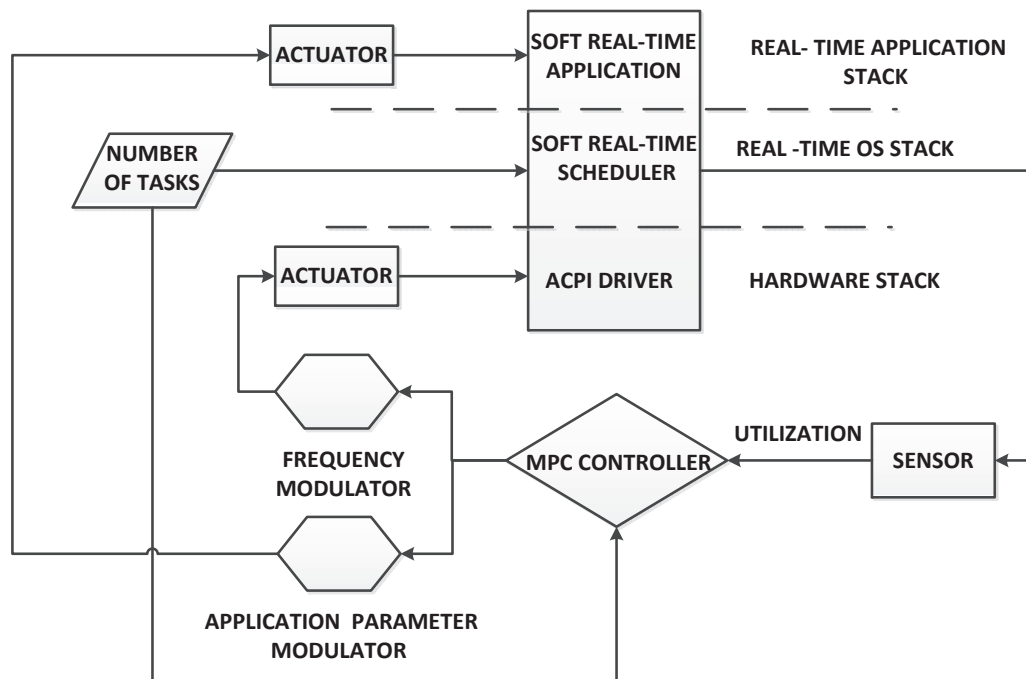 ACTUATOR
SOFT REAL-TIME
APPLICATION
REAL- TIME APPLICATION
STACK
NUMBER
OF TASKS
SOFT REAL-TIME
SCHEDULER
REAL -TIME OS STACK
ACTUATOR
ACPI DRIVER
HARDWARE STACK
FREQUENCY
MODULATOR
MPC CONTROLLER
UTILIZATION
SENSOR
APPLICATION PARAMETER
MODULATOR